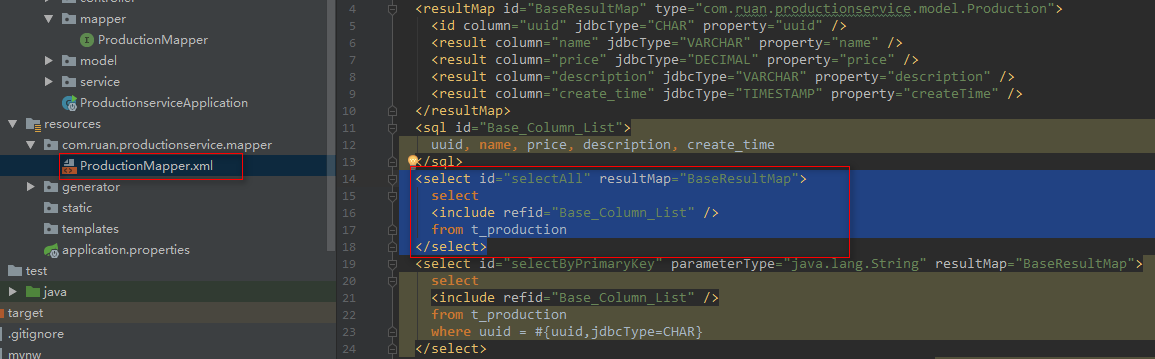 controller
mapper
ProductionMapper
model
service
ProductionserviceApplication
resources
com.ruan.productionservice.mapper
ProductionMapper.xml
generator
static
templates
application.properties
test
java
target
.gitignore
mvnw
4 <resultMap id="BaseResultMap" type="com.ruan.productionservice.model.Production">
5 <id column="uuid" jdbcType="CHAR" property="uuid" />
6 <result column="name" jdbcType="VARCHAR" property="name" />
7 <result column="price" jdbcType="DECIMAL" property="price" />
8 <result column="description" jdbcType="VARCHAR" property="description" />
9 <result column="create_time" jdbcType="TIMESTAMP" property="createTime" />
10 </resultMap>
11 <sql id="Base_Column_List">
12 uuid, name, price, description, create_time
13 </sql>
14 <select id="selectAll" resultMap="BaseResultMap">
15 select
16 <include refid="Base_Column_List" />
17 from t_production
18 </select>
19 <select id="selectByPrimaryKey" parameterType="java.lang.String" resultMap="BaseResultMap">
20 select
21 <include refid="Base_Column_List" />
22 from t_production
23 where uuid = #{uuid,jdbcType=CHAR}
24 </select>